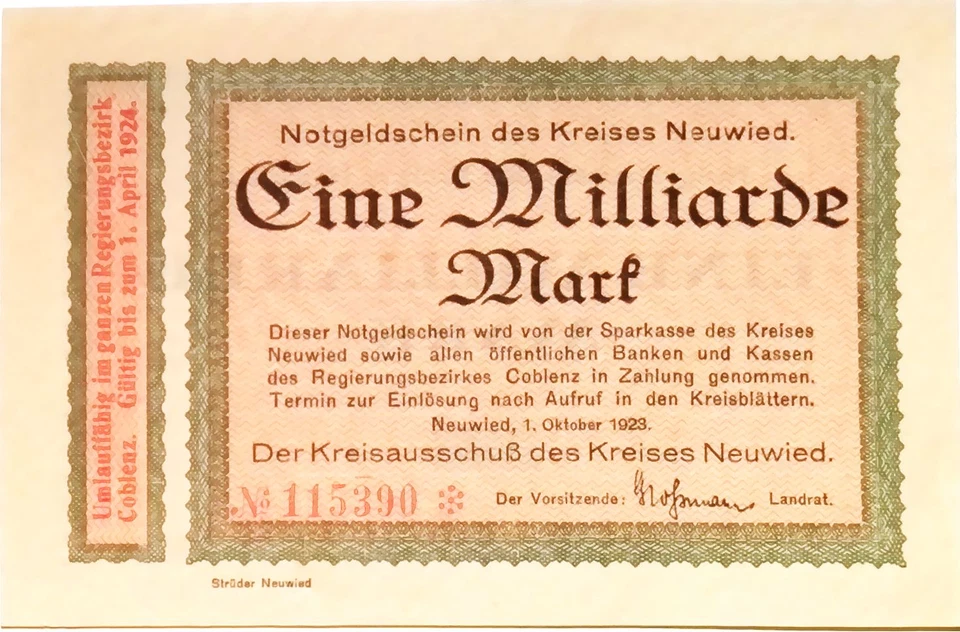 Umlauffähig im ganzen Regierungsbezirk
Coblenz. Gültig bis zum 1. April 1924.
Notgeldschein des Kreises Neuwied.
Eine Milliarde
Mark
Dieser Notgeldschein wird von der Sparkasse des Kreises
Neuwied sowie allen öffentlichen Banken und Kassen
des Regierungsbezirkes Coblenz in Zahlung genommen.
Termin zur Einlösung nach Aufruf in den Kreisblättern.
Neuwied, 1. Oktober 1923.
Der Kreisausschuß des Kreises Neuwied.
№ 115390
Der Vorsitzende: Landrat.
Strüder Neuwied